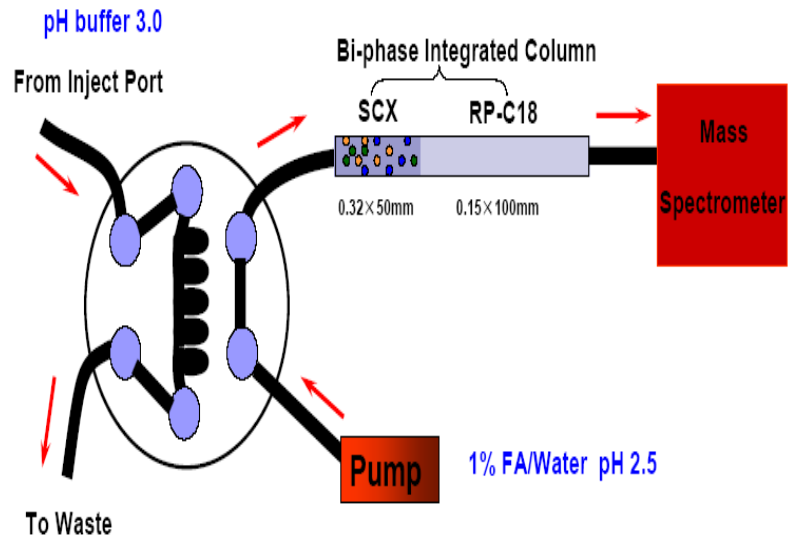 pH buffer 3.0
From Inject Port
Bi-phase Integrated Column
SCX
RP-C18
0.32×50mm
0.15×100mm
Mass
Spectrometer
Pump
1% FA/Water pH 2.5
To Waste